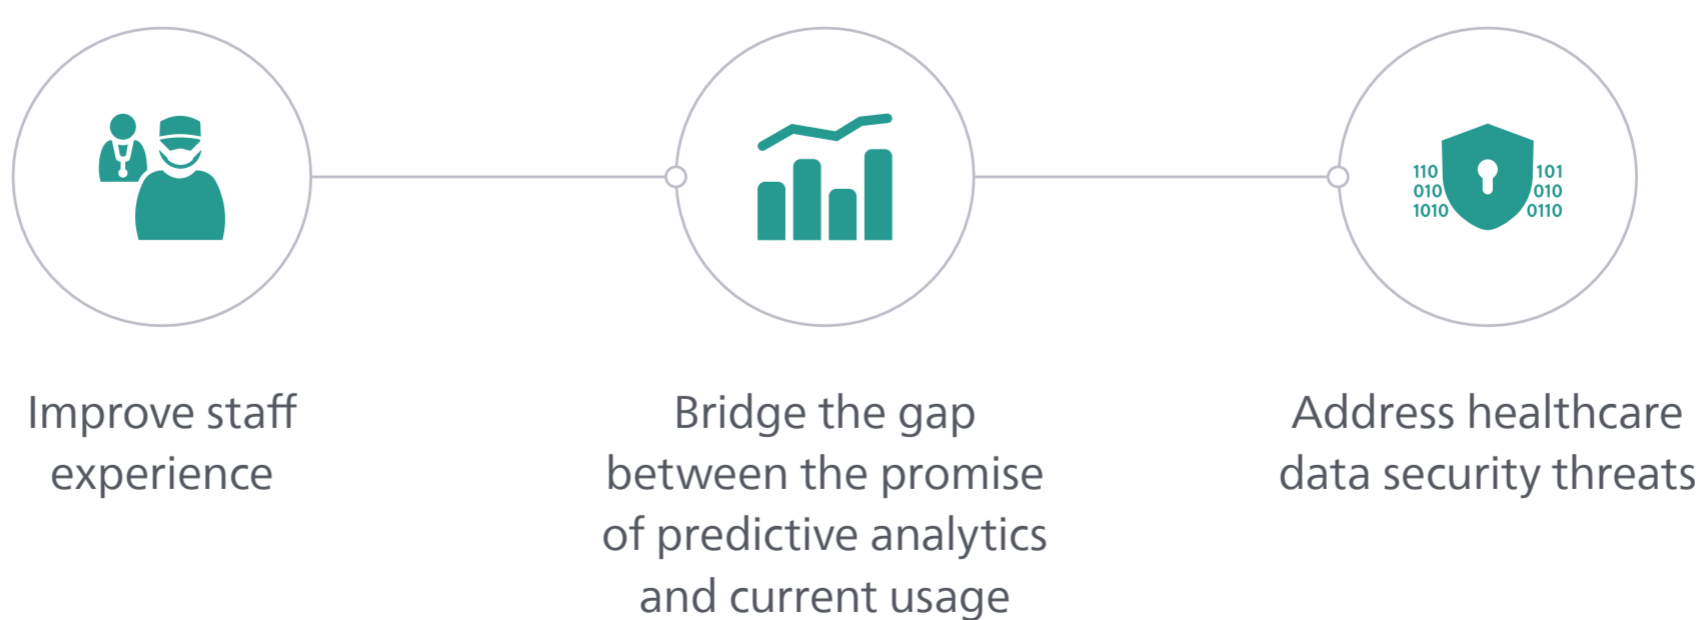 110
010
1010
101
010
0110
Improve staff
experience
Bridge the gap
between the promise
of predictive analytics
and current usage
Address healthcare
data security threats